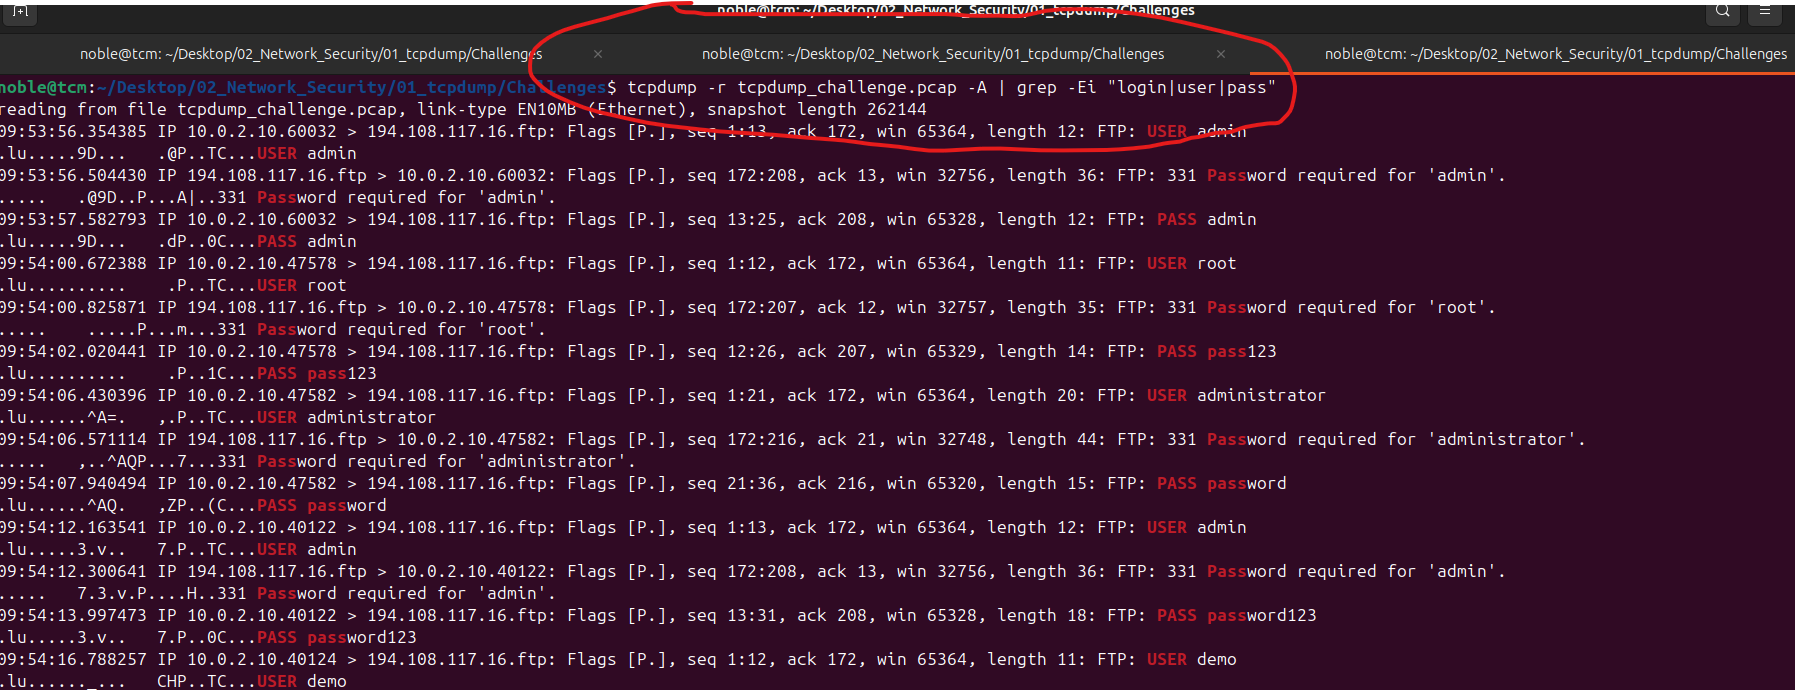 noble@tcm: ~/Desktop/02_Network_Security/01_tcpdump/Challenges
noble@tcm: ~/Desktop/02_Network_Security/01_tcpdump/Challenges × noble@tcm: ~/Desktop/02_Network_Security/01_tcpdump/Challenges × noble@tcm: ~/Desktop/02_Network_Security/01_tcpdump/Challenges
noble@tcm:~/Desktop/02_Network_Security/01_tcpdump/Challenges$ tcpdump -r tcpdump_challenge.pcap -A | grep -Ei "login|user|pass"
reading from file tcpdump_challenge.pcap, link-type EN10MB (Ethernet), snapshot length 262144
09:53:56.354385 IP 10.0.2.10.60032 > 194.108.117.16.ftp: Flags [P.], seq 1:13, ack 172, win 65364, length 12: FTP: USER admin
.lu.....9D...   .@P..TC...USER admin
09:53:56.504430 IP 194.108.117.16.ftp > 10.0.2.10.60032: Flags [P.], seq 172:208, ack 13, win 32756, length 36: FTP: 331 Password required for 'admin'.
.....   .@9D..P...A|..331 Password required for 'admin'.
09:53:57.582793 IP 10.0.2.10.60032 > 194.108.117.16.ftp: Flags [P.], seq 13:25, ack 208, win 65328, length 12: FTP: PASS admin
.lu.....9D...   .dP..0C...PASS admin
09:54:00.672388 IP 10.0.2.10.47578 > 194.108.117.16.ftp: Flags [P.], seq 1:12, ack 172, win 65364, length 11: FTP: USER root
.lu..........    .P..TC...USER root
09:54:00.825871 IP 194.108.117.16.ftp > 10.0.2.10.47578: Flags [P.], seq 172:207, ack 12, win 32757, length 35: FTP: 331 Password required for 'root'.
.....    .....P...m...331 Password required for 'root'.
09:54:02.020441 IP 10.0.2.10.47578 > 194.108.117.16.ftp: Flags [P.], seq 12:26, ack 207, win 65329, length 14: FTP: PASS pass123
.lu..........    .P..1C...PASS pass123
09:54:06.430396 IP 10.0.2.10.47582 > 194.108.117.16.ftp: Flags [P.], seq 1:21, ack 172, win 65364, length 20: FTP: USER administrator
.lu......^A=.   ,.P..TC...USER administrator
09:54:06.571114 IP 194.108.117.16.ftp > 10.0.2.10.47582: Flags [P.], seq 172:216, ack 21, win 32748, length 44: FTP: 331 Password required for 'administrator'.
.....   ,..^AQP...7...331 Password required for 'administrator'.
09:54:07.940494 IP 10.0.2.10.47582 > 194.108.117.16.ftp: Flags [P.], seq 21:36, ack 216, win 65320, length 15: FTP: PASS password
.lu......^AQ.   ,ZP..(C...PASS password
09:54:12.163541 IP 10.0.2.10.40122 > 194.108.117.16.ftp: Flags [P.], seq 1:13, ack 172, win 65364, length 12: FTP: USER admin
.lu.....3.v..   7.P..TC...USER admin
09:54:12.300641 IP 194.108.117.16.ftp > 10.0.2.10.40122: Flags [P.], seq 172:208, ack 13, win 32756, length 36: FTP: 331 Password required for 'admin'.
.....   7.3.v.P....H..331 Password required for 'admin'.
09:54:13.997473 IP 10.0.2.10.40122 > 194.108.117.16.ftp: Flags [P.], seq 13:31, ack 208, win 65328, length 18: FTP: PASS password123
.lu.....3.v..   7.P..0C...PASS password123
09:54:16.788257 IP 10.0.2.10.40124 > 194.108.117.16.ftp: Flags [P.], seq 1:12, ack 172, win 65364, length 11: FTP: USER demo
.lu......_...   CHP..TC...USER demo